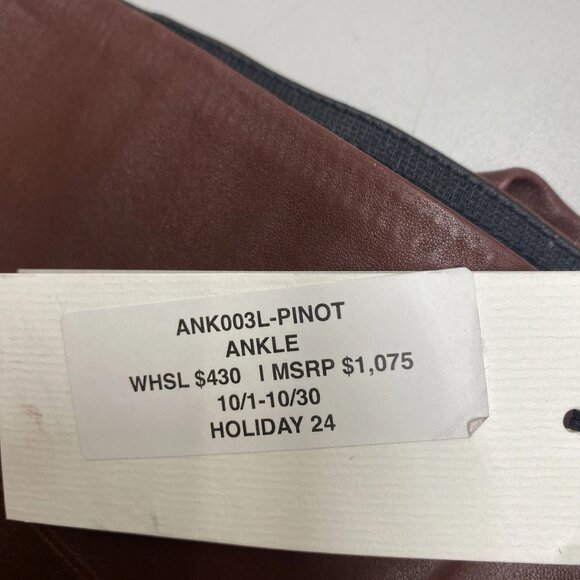 ANK003L-PINOT
ANKLE
WHSL $430 | MSRP $1,075
10/1-10/30
HOLIDAY 24